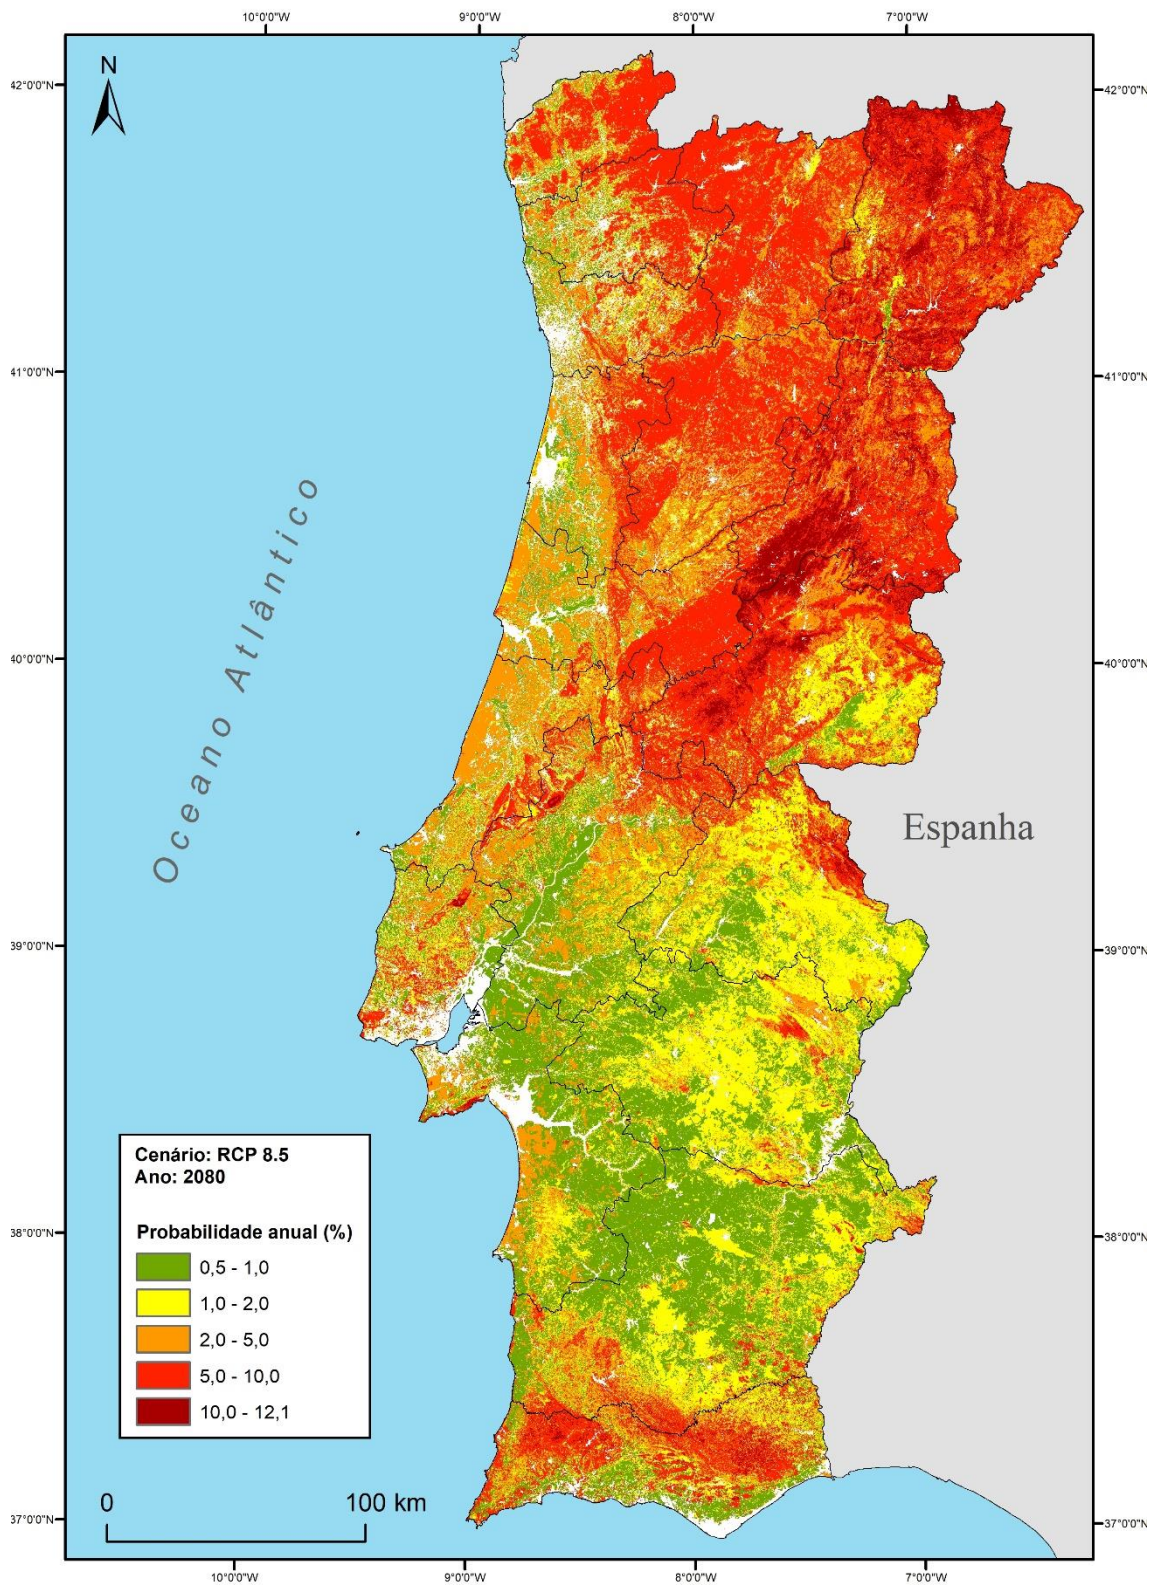 10°0'0"W 9°0'0"W 8°0'0"W 7°0'0"W
N
42°0'0"N 42°0'0"N
41°0'0"N 41°0'0"N
Oceano Atlântico
40°0'0"N 40°0'0"N
Espanha
39°0'0"N 39°0'0"N
Cenário: RCP 8.5
Ano: 2080
38°0'0"N 38°0'0"N
Probabilidade anual (%)
0,5 - 1,0
1,0 - 2,0
2,0 - 5,0
5,0 - 10,0
10,0 - 12,1
0 100 km
37°0'0"N 37°0'0"N
10°0'0"W 9°0'0"W 8°0'0"W 7°0'0"W